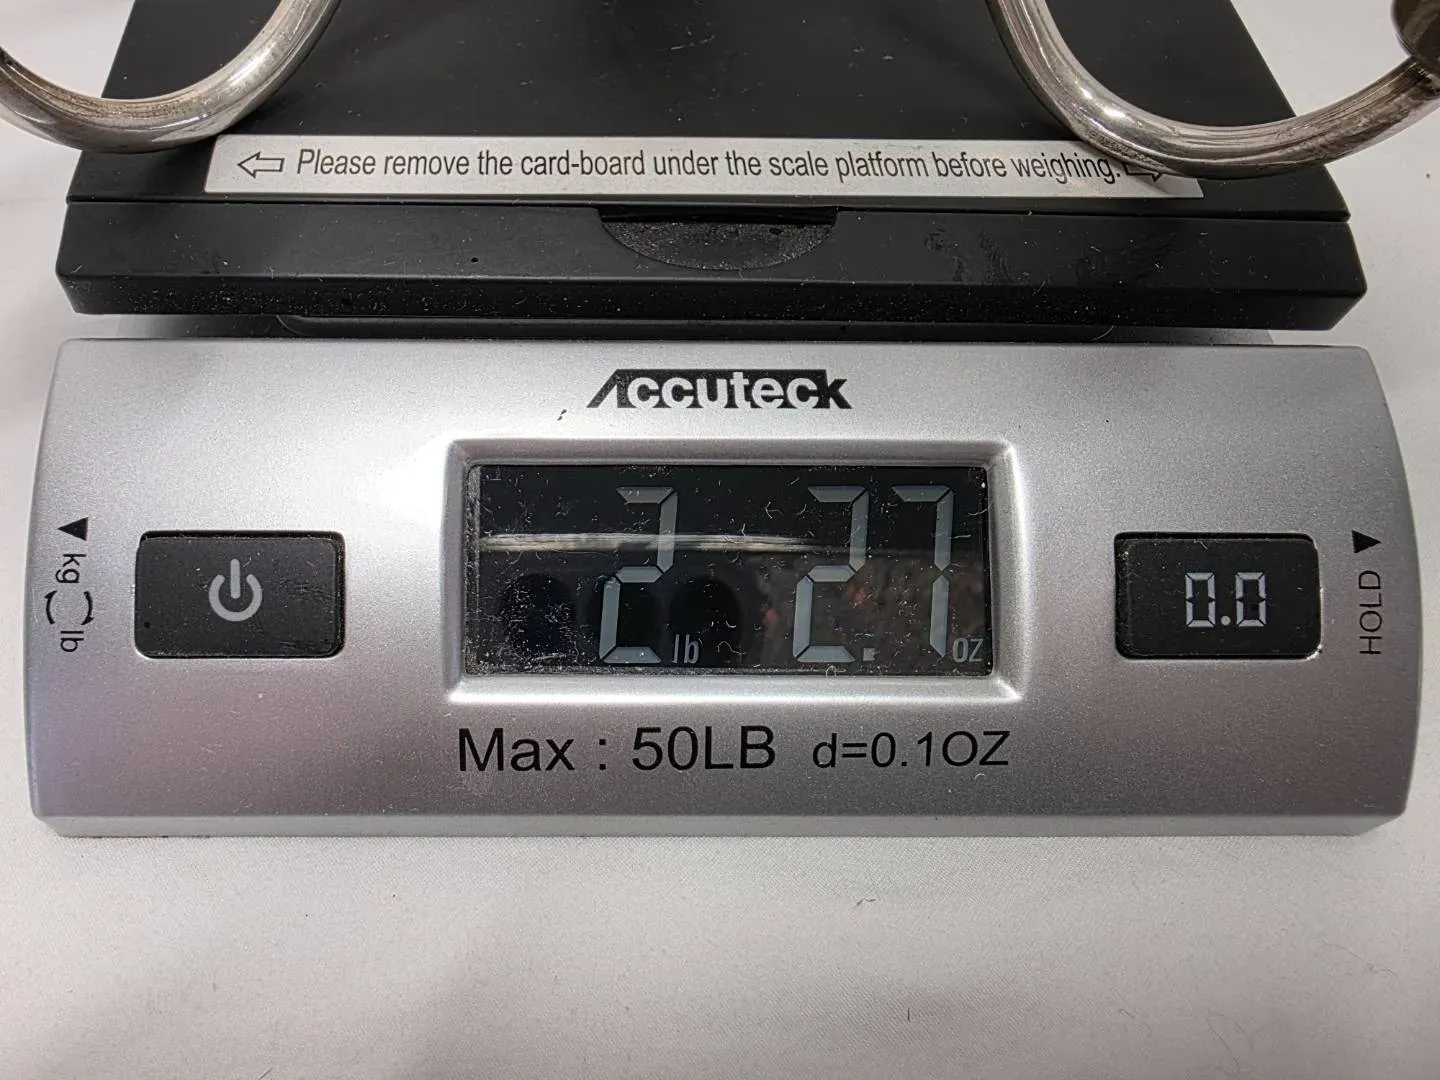 Please remove the card-board under the scale platform before weighing.
Accuteck
kg lb
2 lb 2.7 oz
0.0
HOLD
Max : 50LB d=0.1OZ